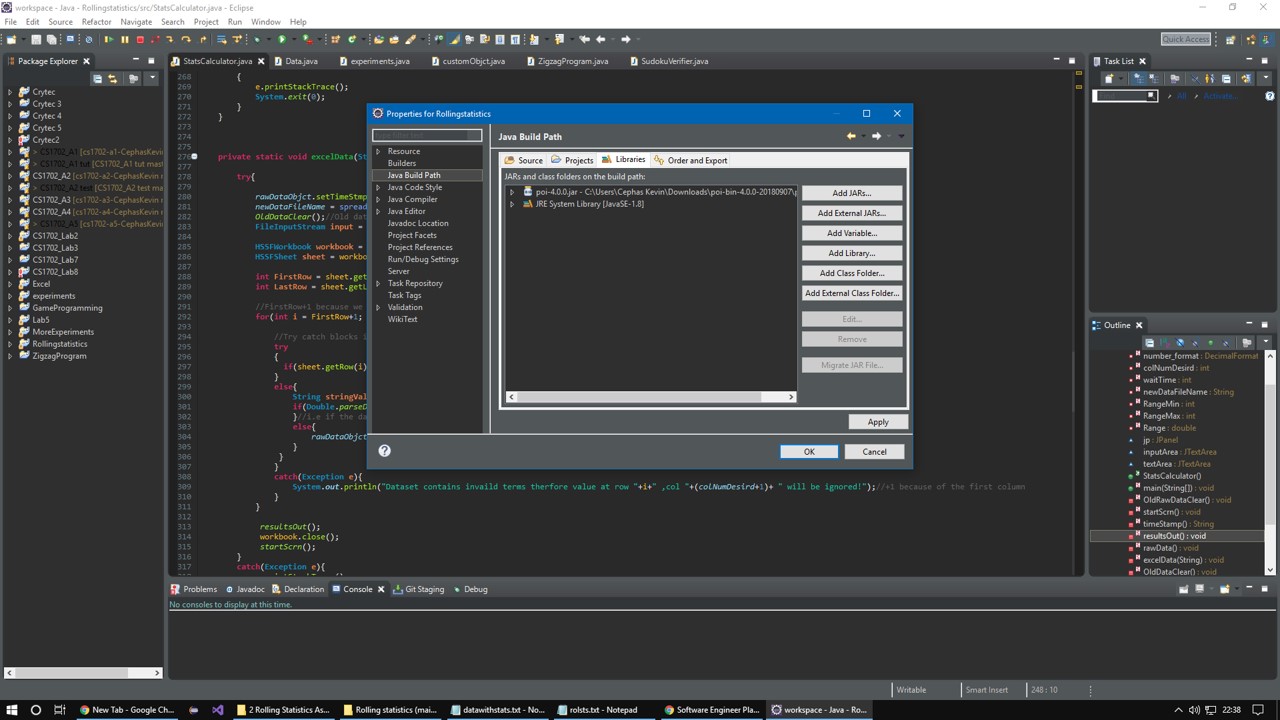 workspace - Java - Rollingstatistics/src/StatsCalculator.java - Eclipse
File Edit Source Refactor Navigate Search Project Run Window Help
Quick Access
Package Explorer
Crytec
Crytec 3
Crytec 4
Crytec 5
Crytec2
CS1702_A1 [cs1702-a1-CephasKevin
CS1702_A1 tut [CS1702_A1 tut mast
CS1702_A2 [cs1702-a2-CephasKevin
CS1702_A2 test [CS1702_A2 test mas
CS1702_A3 [cs1702-a3-CephasKevin
CS1702_A4 [cs1702-a4-CephasKevin
CS1702_A5 [cs1702-a5-CephasKevin
CS1702_Lab2
CS1702_Lab3
CS1702_Lab7
CS1702_Lab8
Excel
experiments
GameProgramming
Lab5
MoreExperiments
Rollingstatistics
ZigzagProgram
StatsCalculator.java Data.java experiments.java customObjct.java ZigzagProgram.java SudokuVerifier.java
268 {
269 e.printStackTrace();
270 System.exit(0);
271 }
272 }
273
274
276 private static void excelData(St
277
278 try{
279
280 rawDataObjct.setTimeStmp
281 newDataFileName = spread
282 OldDataClear();//Old dat
283 FileInputStream input =
284
285 HSSFWorkbook workbook =
286 HSSFSheet sheet = workbo
287
288 int FirstRow = sheet.get
289 int LastRow = sheet.getL
290
291 //FirstRow+1 because we
292 for(int i = FirstRow+1;
293
294 //Try catch blocks i
295 try
296 {
297 if(sheet.getRow(i)
298 }
299 else{
300 String stringVal
301 if(Double.parseD
302 }//i.e if the da
303 else{
304 rawDataObjct
305 }
306 }
307 }
308 catch(Exception e){
309 System.out.println("Dataset contains invaild terms therfore value at row "+i+" ,col "+(colNumDesird+1)+ " will be ignored!");//+1 because of the first column
310 }
311 }
312
313 resultsOut();
314 workbook.close();
315 startScrn();
316 }
317 catch(Exception e){
Properties for Rollingstatistics
type filter text
Resource
Builders
Java Build Path
Java Code Style
Java Compiler
Java Editor
Javadoc Location
Project Facets
Project References
Run/Debug Settings
Server
Task Repository
Task Tags
Validation
WikiText
Java Build Path
Source Projects Libraries Order and Export
JARs and class folders on the build path:
poi-4.0.0.jar - C:\Users\Cephas Kevin\Downloads\poi-bin-4.0.0-20180907\p
JRE System Library [JavaSE-1.8]
Add JARs...
Add External JARs...
Add Variable...
Add Library...
Add Class Folder...
Add External Class Folder...
Edit...
Remove
Migrate JAR File...
Apply
OK Cancel
Task List
Find All Activate...
Outline
number_format : DecimalFormat
colNumDesird : int
waitTime : int
newDataFileName : String
RangeMin : int
RangeMax : int
Range : double
jp : JPanel
inputArea : JTextArea
textArea : JTextArea
StatsCalculator()
main(String[]) : void
OldRawDataClear() : void
startScrn() : void
timeStamp() : String
resultsOut() : void
rawData() : void
excelData(String) : void
OldDataClear() : void
Problems Javadoc Declaration Console Git Staging Debug
No consoles to display at this time.
Writable Smart Insert 248 : 10
New Tab - Google Ch... 2 Rolling Statistics As... Rolling statistics (mai... datawithstats.txt - No... rolsts.txt - Notepad Software Engineer Pla... workspace - Java - Ro... 22:38